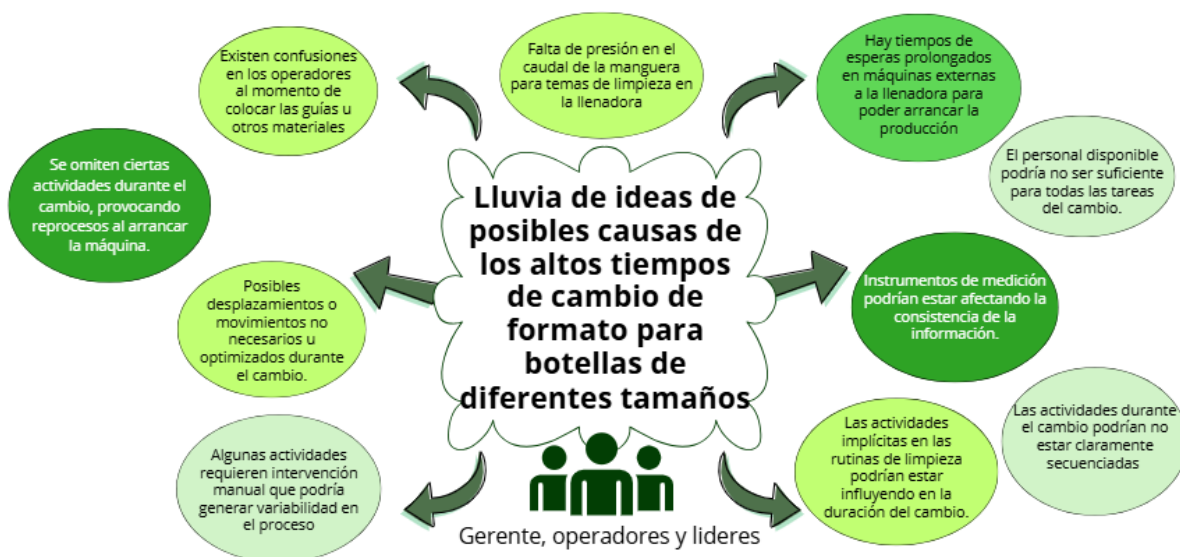 Existen confusiones
en los operadores al
momento de
colocar las guías u
otros materiales
Falta de presión en el
caudal de la manguera
para temas de limpieza en
la llenadora
Hay tiempos de
esperas prolongados
en máquinas externas
a la llenadora para
poder arrancar la
producción
Se omiten ciertas
actividades durante el
cambio, provocando
reprocesos al arrancar
la máquina.
El personal disponible
podría no ser suficiente
para todas las tareas
del cambio.
Lluvia de ideas de
posibles causas de
los altos tiempos
de cambio de
formato para
botellas de
diferentes tamaños
Posibles
desplazamientos o
movimientos no
necesarios u
optimizados durante
el cambio.
Instrumentos de medición
podrían estar afectando la
consistencia de la
información.
Algunas actividades
requieren intervención
manual que podría
generar variabilidad en
el proceso
Las actividades
implícitas en las
rutinas de limpieza
podrían estar
influyendo en la
duración del cambio.
Las actividades durante
el cambio podrían no
estar claramente
secuenciadas
Gerente, operadores y lideres